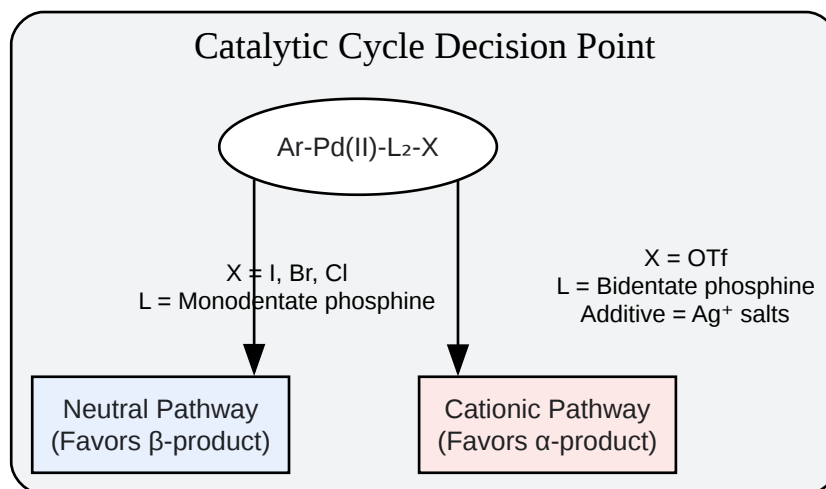 Catalytic Cycle Decision Point
Ar-Pd(II)-L₂-X
X = I, Br, Cl
L = Monodentate phosphine
X = OTf
L = Bidentate phosphine
Additive = Ag⁺ salts
Neutral Pathway
(Favors β-product)
Cationic Pathway
(Favors α-product)